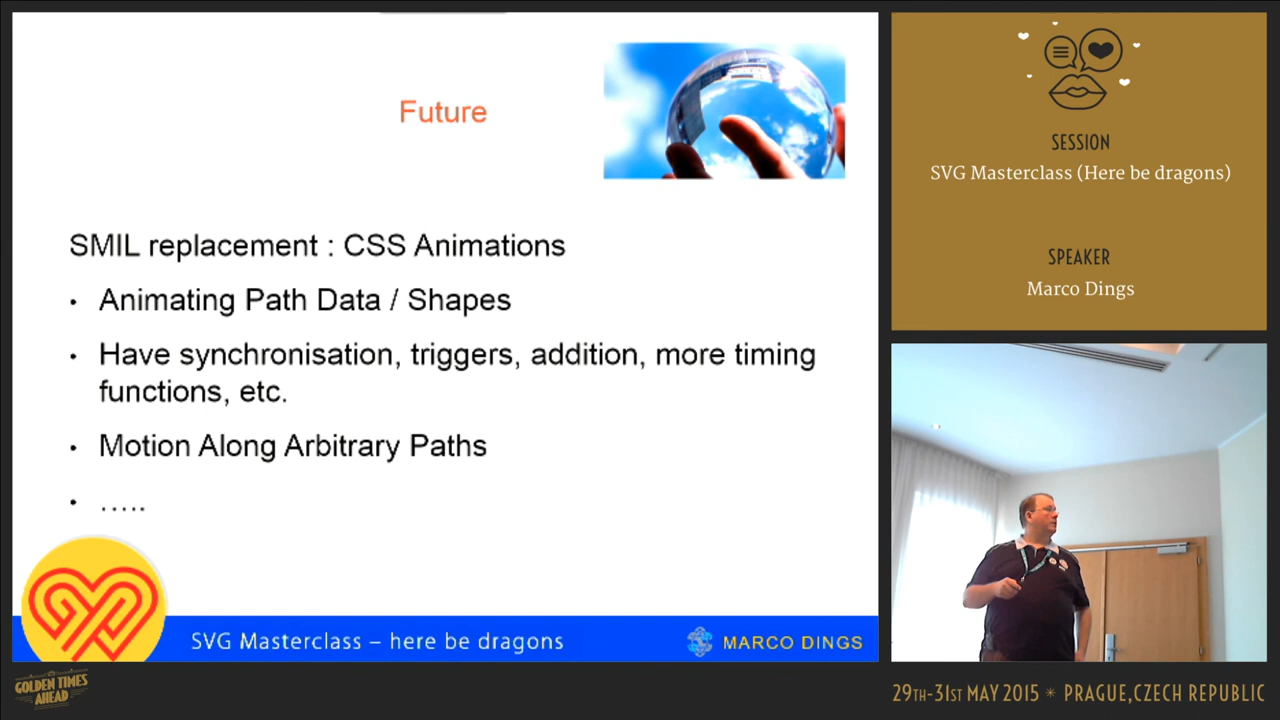 Future
SMIL replacement : CSS Animations
• Animating Path Data / Shapes
• Have synchronisation, triggers, addition, more timing
functions, etc.
• Motion Along Arbitrary Paths
• .....
SVG Masterclass – here be dragons
MARCO DINGS
SESSION
SVG Masterclass (Here be dragons)
SPEAKER
Marco Dings
GOLDEN TIMES
AHEAD
29TH-31ST MAY 2015 * PRAGUE, CZECH REPUBLIC